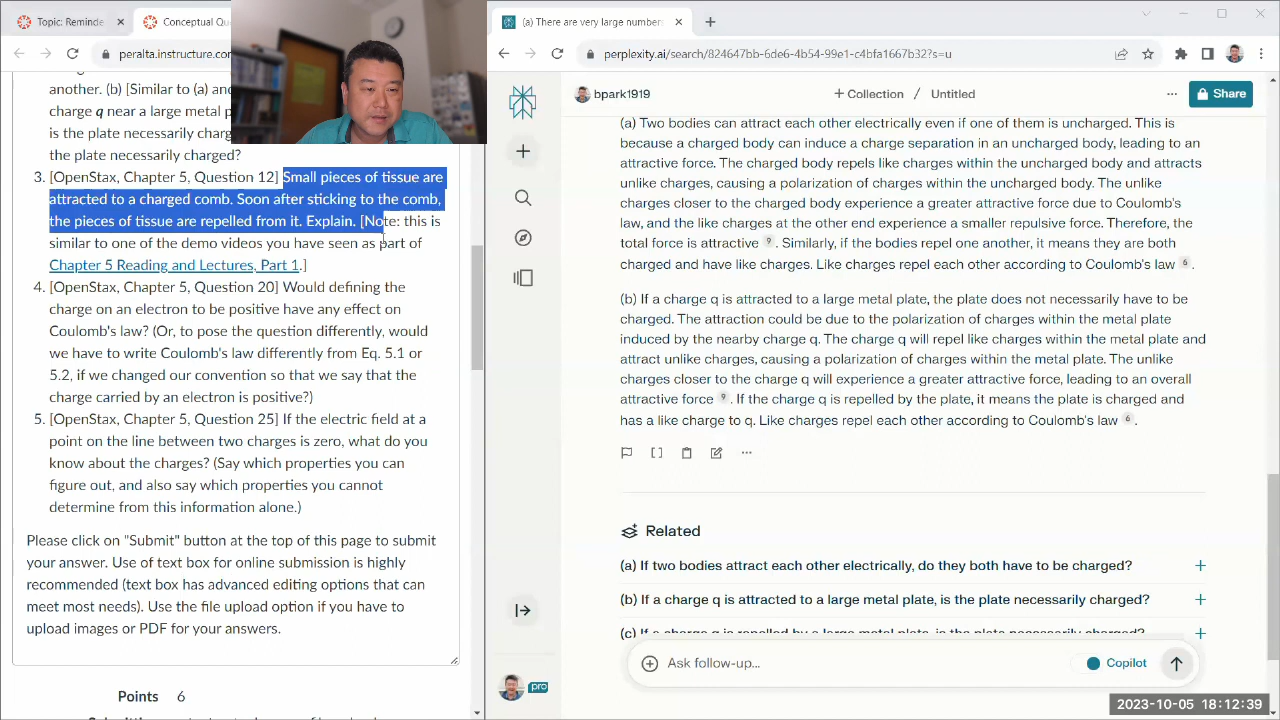 Topic: Reminde
Conceptual Qu
(a) There are very large number
peralta.instructure.cor
perplexity.ai/search/824647bb-6de6-4b54-99e1-c4bfa1667b32?s=u
another. (b) [Similar to (a) and
charge q near a large metal p
is the plate necessarily charg
the plate necessarily charged?
3. [OpenStax, Chapter 5, Question 12] Small pieces of tissue are
attracted to a charged comb. Soon after sticking to the comb,
the pieces of tissue are repelled from it. Explain. [Note: this is
similar to one of the demo videos you have seen as part of
Chapter 5 Reading and Lectures, Part 1.]
4. [OpenStax, Chapter 5, Question 20] Would defining the
charge on an electron to be positive have any effect on
Coulomb's law? (Or, to pose the question differently, would
we have to write Coulomb's law differently from Eq. 5.1 or
5.2, if we changed our convention so that we say that the
charge carried by an electron is positive?)
5. [OpenStax, Chapter 5, Question 25] If the electric field at a
point on the line between two charges is zero, what do you
know about the charges? (Say which properties you can
figure out, and also say which properties you cannot
determine from this information alone.)
Please click on "Submit" button at the top of this page to submit
your answer. Use of text box for online submission is highly
recommended (text box has advanced editing options that can
meet most needs). Use the file upload option if you have to
upload images or PDF for your answers.
Points 6
bpark1919
Collection / Untitled
Share
(a) Two bodies can attract each other electrically even if one of them is uncharged. This is
because a charged body can induce a charge separation in an uncharged body, leading to an
attractive force. The charged body repels like charges within the uncharged body and attracts
unlike charges, causing a polarization of charges within the uncharged body. The unlike
charges closer to the charged body experience a greater attractive force due to Coulomb's
law, and the like charges at the other end experience a smaller repulsive force. Therefore, the
total force is attractive 9. Similarly, if the bodies repel one another, it means they are both
charged and have like charges. Like charges repel each other according to Coulomb's law 6.
(b) If a charge q is attracted to a large metal plate, the plate does not necessarily have to be
charged. The attraction could be due to the polarization of charges within the metal plate
induced by the nearby charge q. The charge q will repel like charges within the metal plate and
attract unlike charges, causing a polarization of charges within the metal plate. The unlike
charges closer to the charge q will experience a greater attractive force, leading to an overall
attractive force 9. If the charge q is repelled by the plate, it means the plate is charged and
has a like charge to q. Like charges repel each other according to Coulomb's law 6.
Related
(a) If two bodies attract each other electrically, do they both have to be charged?
(b) If a charge q is attracted to a large metal plate, is the plate necessarily charged?
(c) If a charge q is repelled by a large metal plate, is the plate necessarily charged?
Ask follow-up...
Copilot
pro
2023-10-05 18:12:39